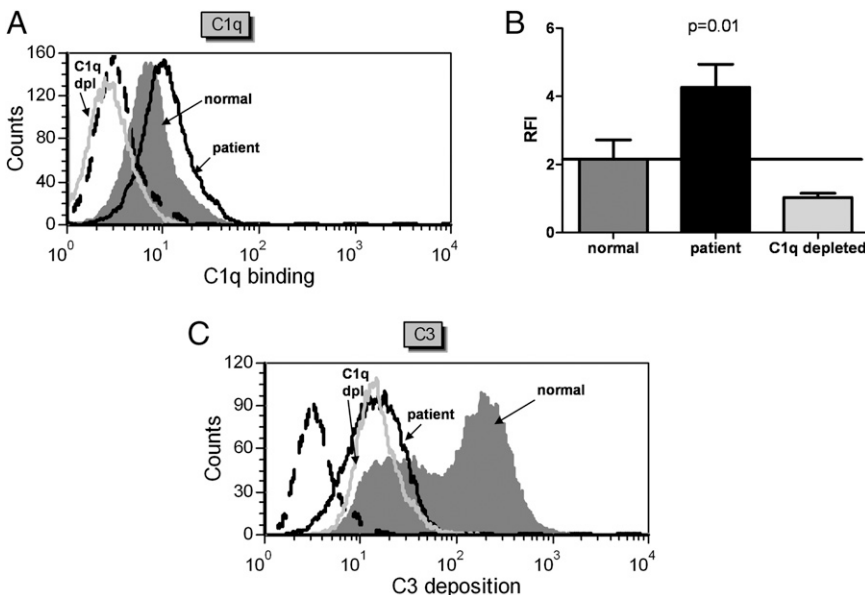 A
C1q
160
120
80
40
0
Counts
C1q
dpl
normal
patient
10^0
10^1
10^2
10^3
10^4
C1q binding
B
p=0.01
6
4
2
0
RFI
normal
patient
C1q depleted
C
C3
120
90
60
30
0
Counts
C1q
dpl
patient
normal
10^0
10^1
10^2
10^3
10^4
C3 deposition